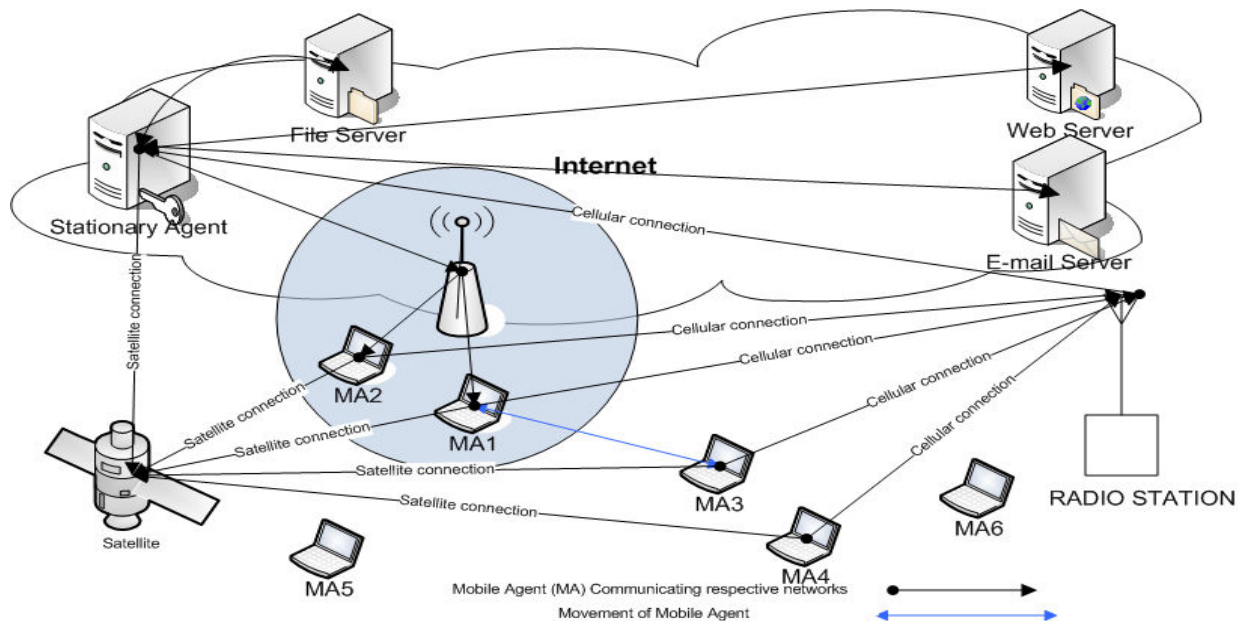 File Server
Web Server
Internet
Stationary Agent
Cellular connection
E-mail Server
Satellite connection
Cellular connection
Cellular connection
MA2
Cellular connection
Satellite connection
MA1
Satellite connection
Cellular connection
Satellite connection
MA3
RADIO STATION
Satellite connection
MA6
Satellite
MA5
MA4
Mobile Agent (MA) Communicating respective networks
Movement of Mobile Agent